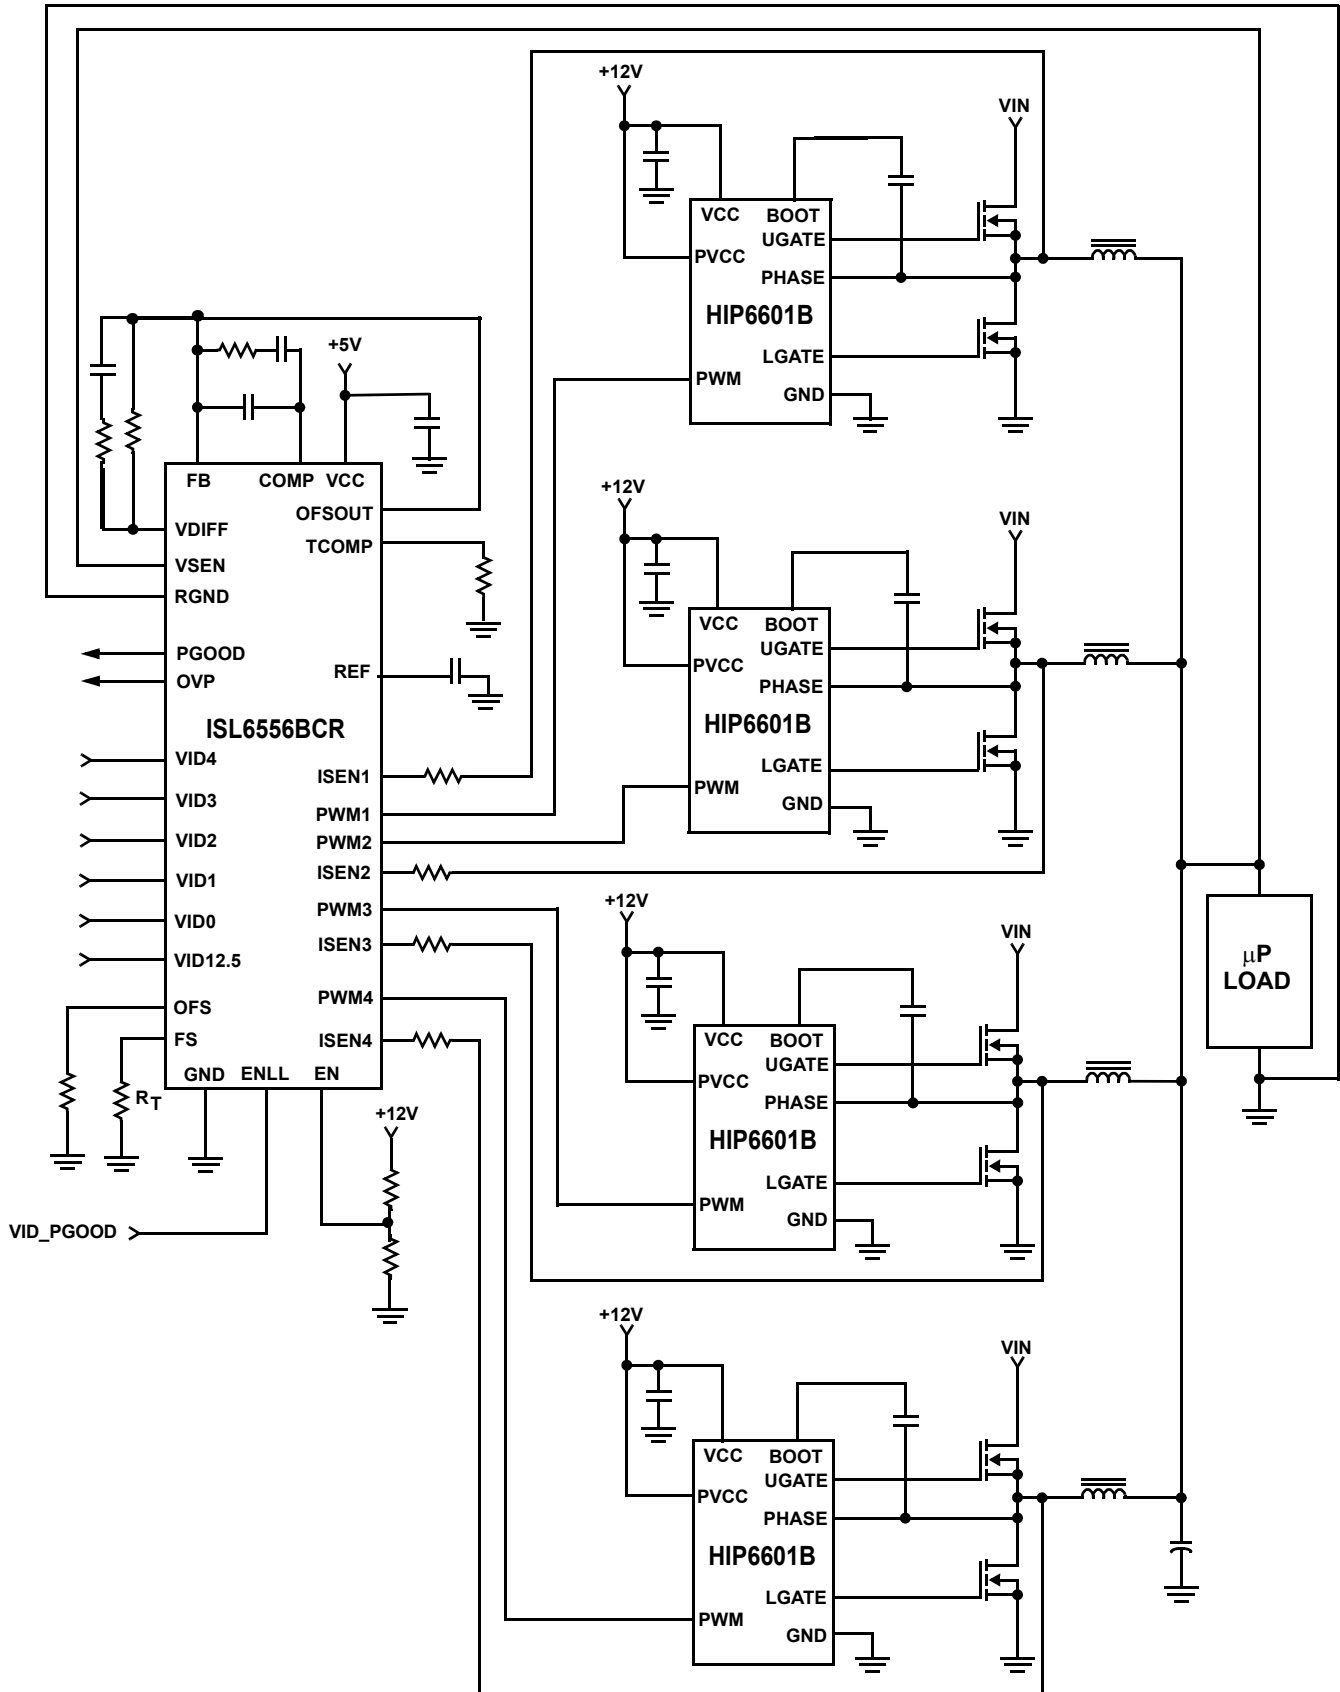 +12V
VIN
VCC
BOOT
UGATE
PVCC
PHASE
HIP6601B
LGATE
PWM
GND
+5V
FB
COMP
VCC
OFSOUT
VDIFF
TCOMP
VSEN
RGND
PGOOD
REF
OVP
ISL6556BCR
VID4
ISEN1
VID3
PWM1
VID2
PWM2
VID1
ISEN2
VID0
PWM3
VID12.5
ISEN3
OFS
PWM4
FS
ISEN4
GND
ENLL
EN
RT
+12V
VID_PGOOD
+12V
VIN
VCC
BOOT
UGATE
PVCC
PHASE
HIP6601B
LGATE
PWM
GND
+12V
VIN
VCC
BOOT
UGATE
PVCC
PHASE
HIP6601B
LGATE
PWM
GND
µP
LOAD
+12V
VIN
VCC
BOOT
UGATE
PVCC
PHASE
HIP6601B
LGATE
PWM
GND